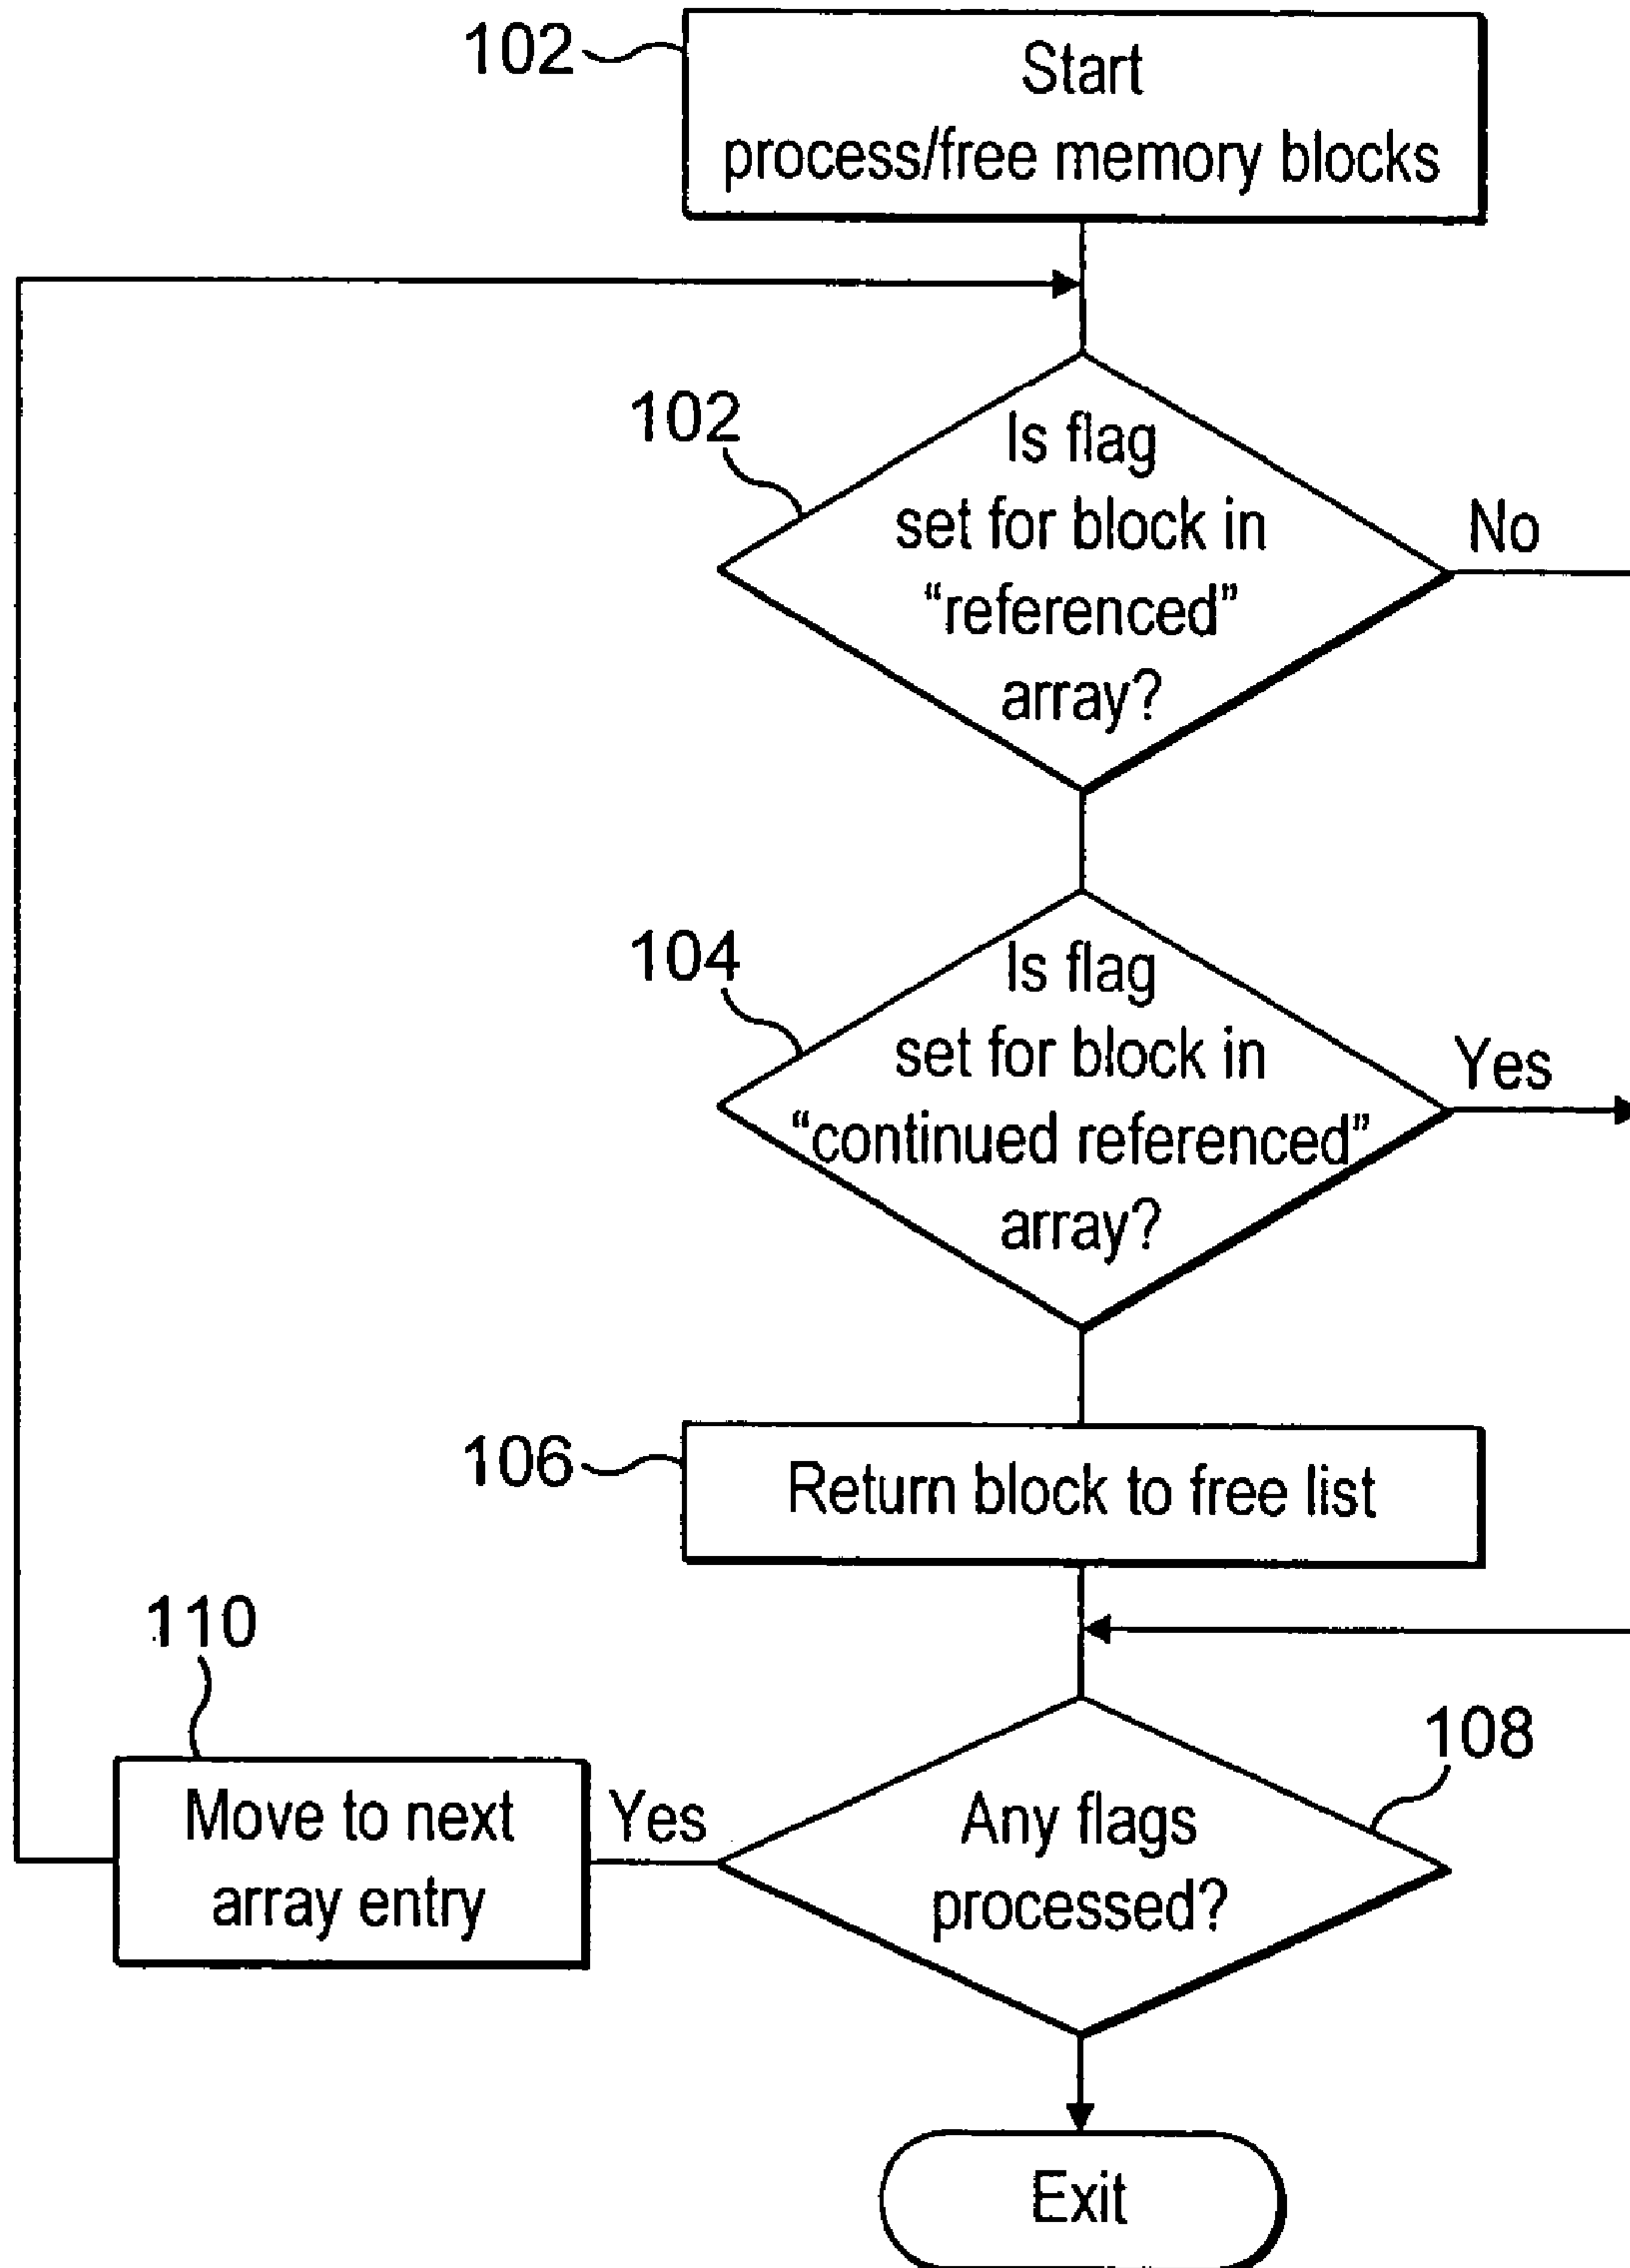 102
Start
process/free memory blocks
102
Is flag
set for block in
“referenced”
array?
No
104
Is flag
set for block in
“continued referenced”
array?
Yes
106
Return block to free list
110
Move to next
array entry
Yes
108
Any flags
processed?
Exit